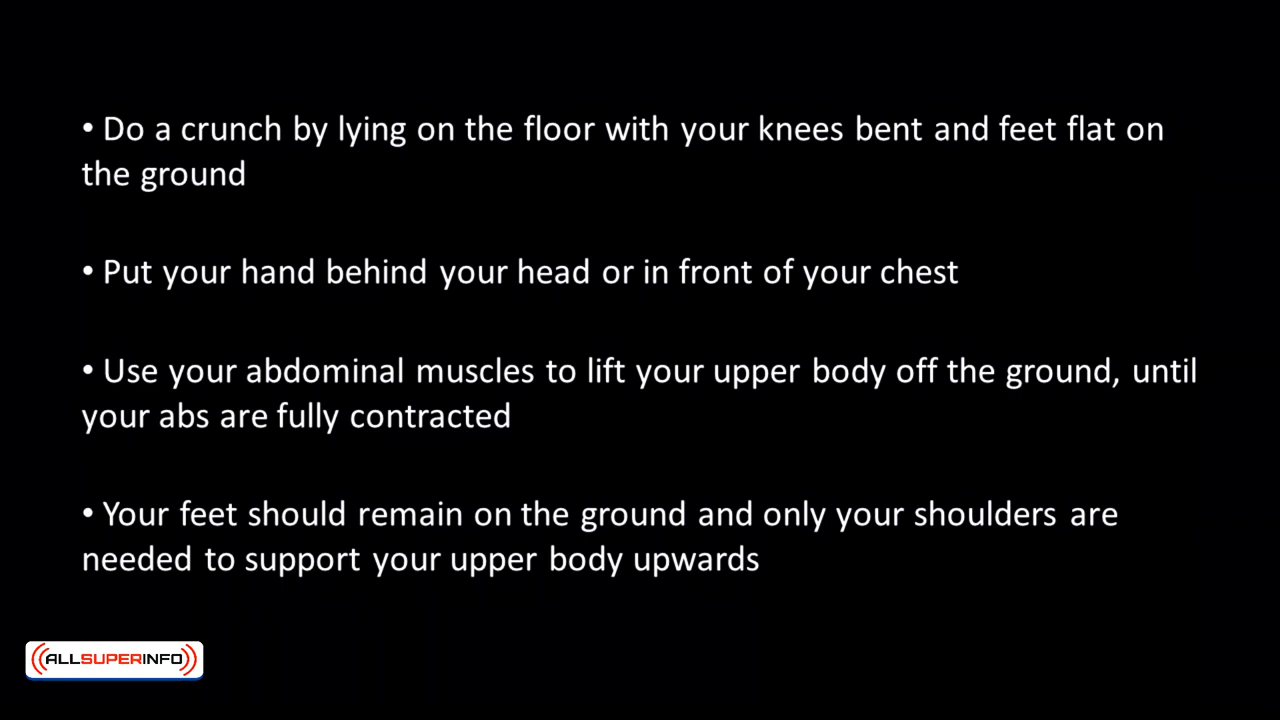 • Do a crunch by lying on the floor with your knees bent and feet flat on
the ground
• Put your hand behind your head or in front of your chest
• Use your abdominal muscles to lift your upper body off the ground, until
your abs are fully contracted
• Your feet should remain on the ground and only your shoulders are
needed to support your upper body upwards
ALLSUPERINFO